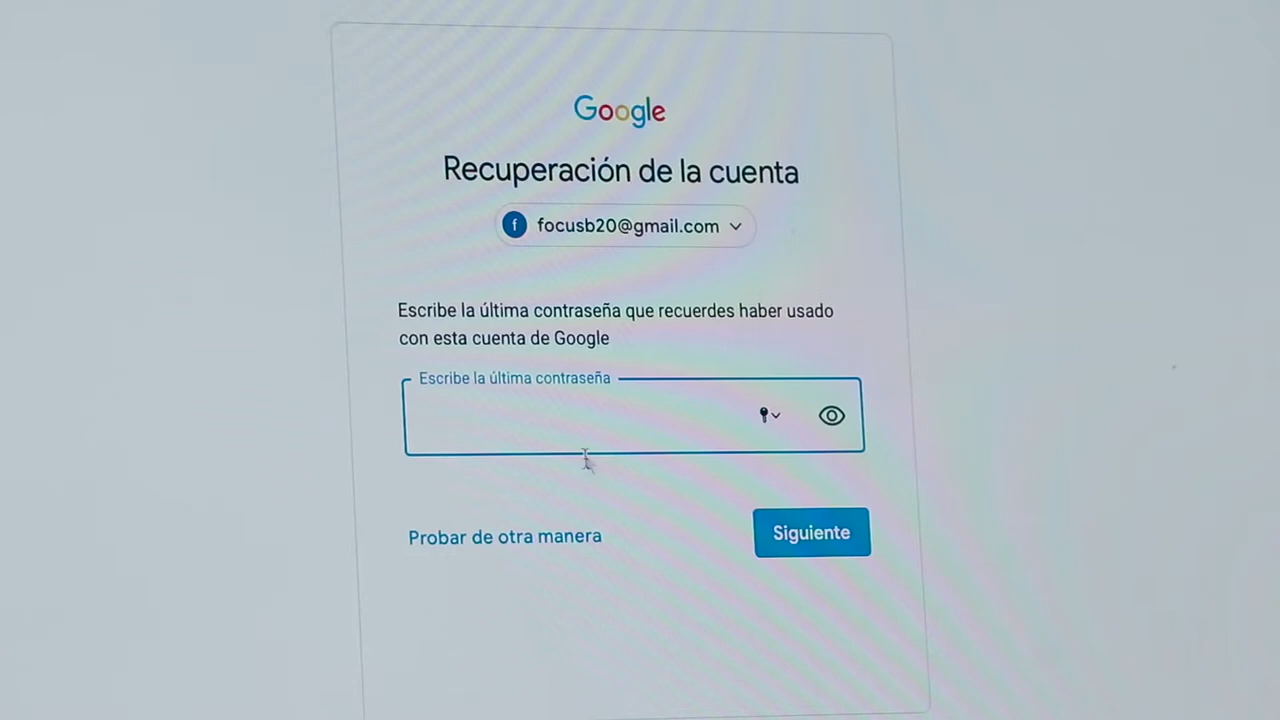 Google
Recuperación de la cuenta
f focusb20@gmail.com
Escribe la última contraseña que recuerdes haber usado
con esta cuenta de Google
Escribe la última contraseña
Probar de otra manera
Siguiente